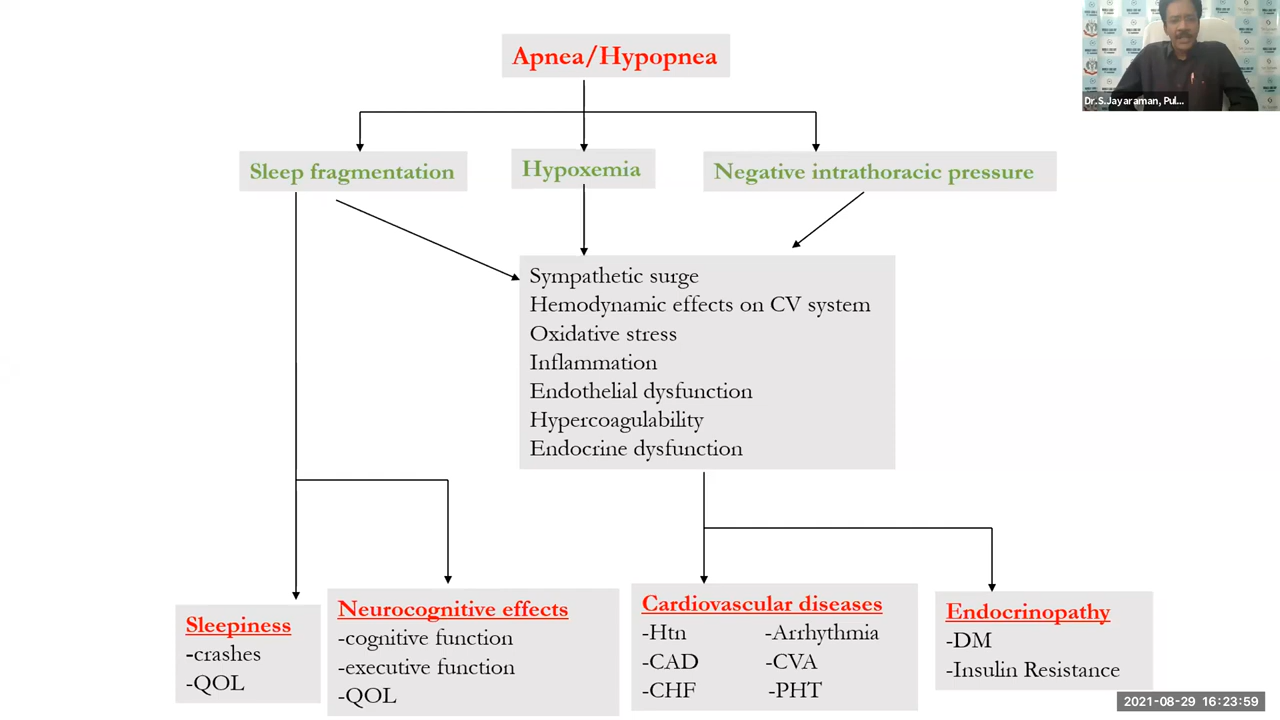 Apnea/Hypopnea
Dr.S.Jayaraman, Pul...
Sleep fragmentation
Hypoxemia
Negative intrathoracic pressure
Sympathetic surge
Hemodynamic effects on CV system
Oxidative stress
Inflammation
Endothelial dysfunction
Hypercoagulability
Endocrine dysfunction
Sleepiness
-crashes
-QOL
Neurocognitive effects
-cognitive function
-executive function
-QOL
Cardiovascular diseases
-Htn -Arrhythmia
-CAD -CVA
-CHF -PHT
Endocrinopathy
-DM
-Insulin Resistance
2021-08-29 16:23:59